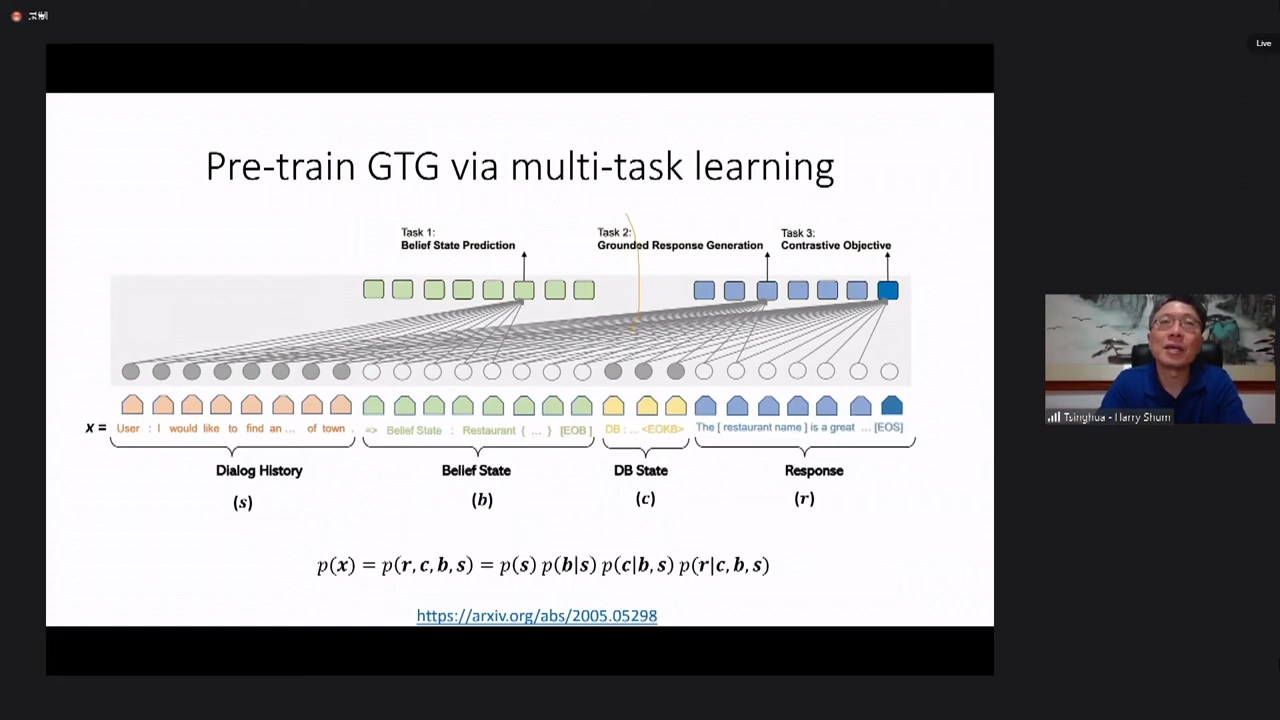 Live
Pre-train GTG via multi-task learning
Task 1:
Belief State Prediction
Task 2:
Grounded Response Generation
Task 3:
Contrastive Objective
x = User : I would like to find an ... of town . => Belief State : Restaurant { ... } [EOB] DB : ... <EOKB> The [ restaurant name ] is a great ... [EOS]
Dialog History
Belief State
DB State
Response
(s)
(b)
(c)
(r)
p(x) = p(r, c, b, s) = p(s) p(b|s) p(c|b, s) p(r|c, b, s)
https://arxiv.org/abs/2005.05298
Tsinghua - Harry Shum